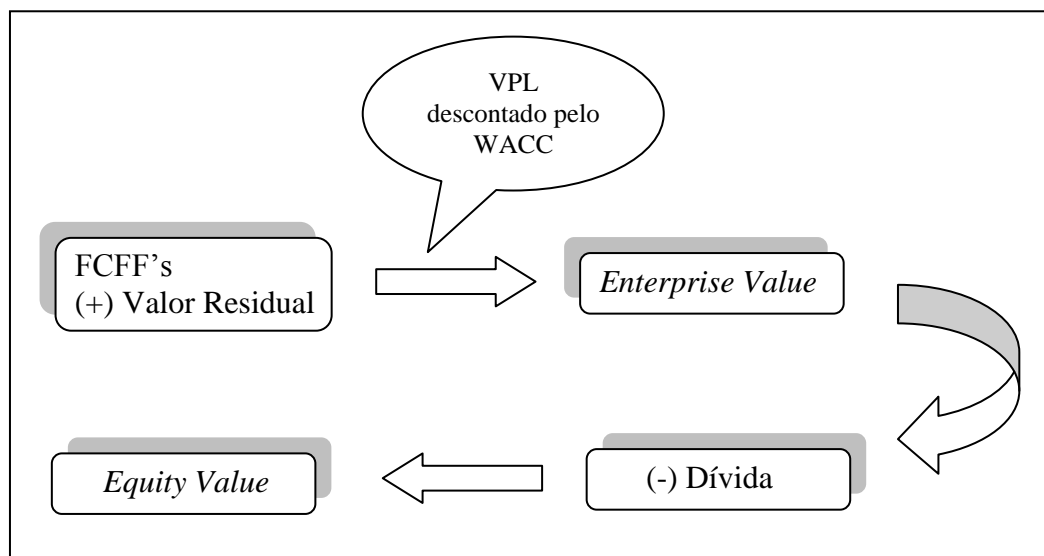 VPL
descontado pelo
WACC
FCFF’s
(+) Valor Residual
Enterprise Value
(-) Dívida
Equity Value